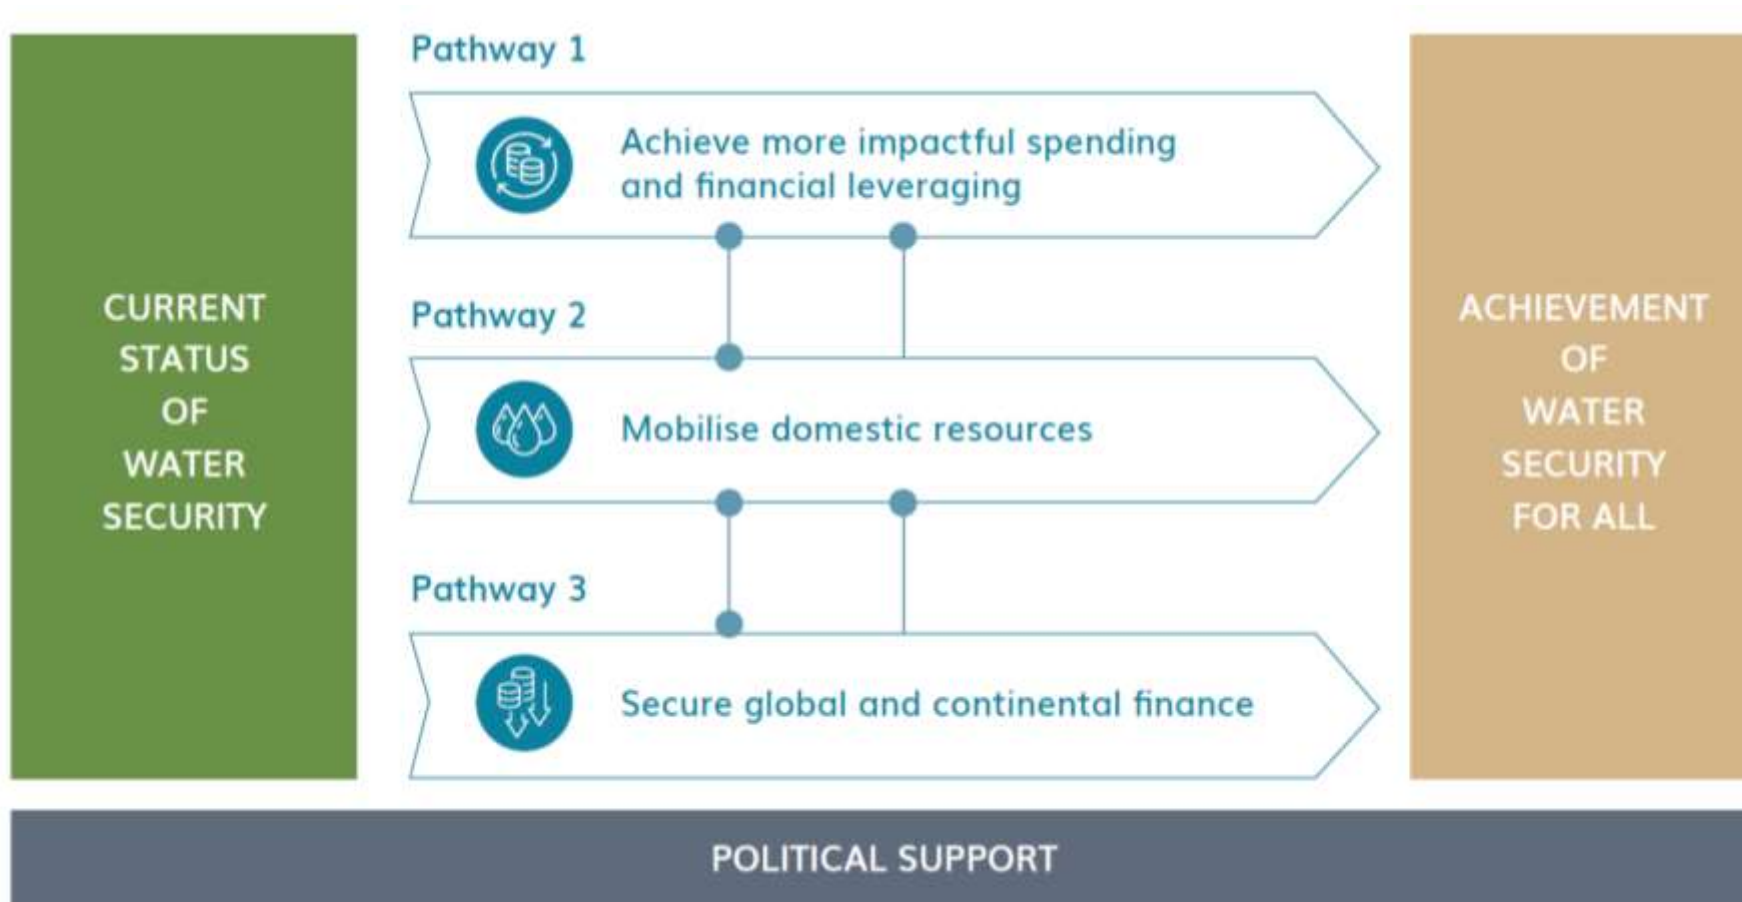 CURRENT
STATUS
OF
WATER
SECURITY
Pathway 1
Achieve more impactful spending
and financial leveraging
Pathway 2
Mobilise domestic resources
Pathway 3
Secure global and continental finance
ACHIEVEMENT
OF
WATER
SECURITY
FOR ALL
POLITICAL SUPPORT